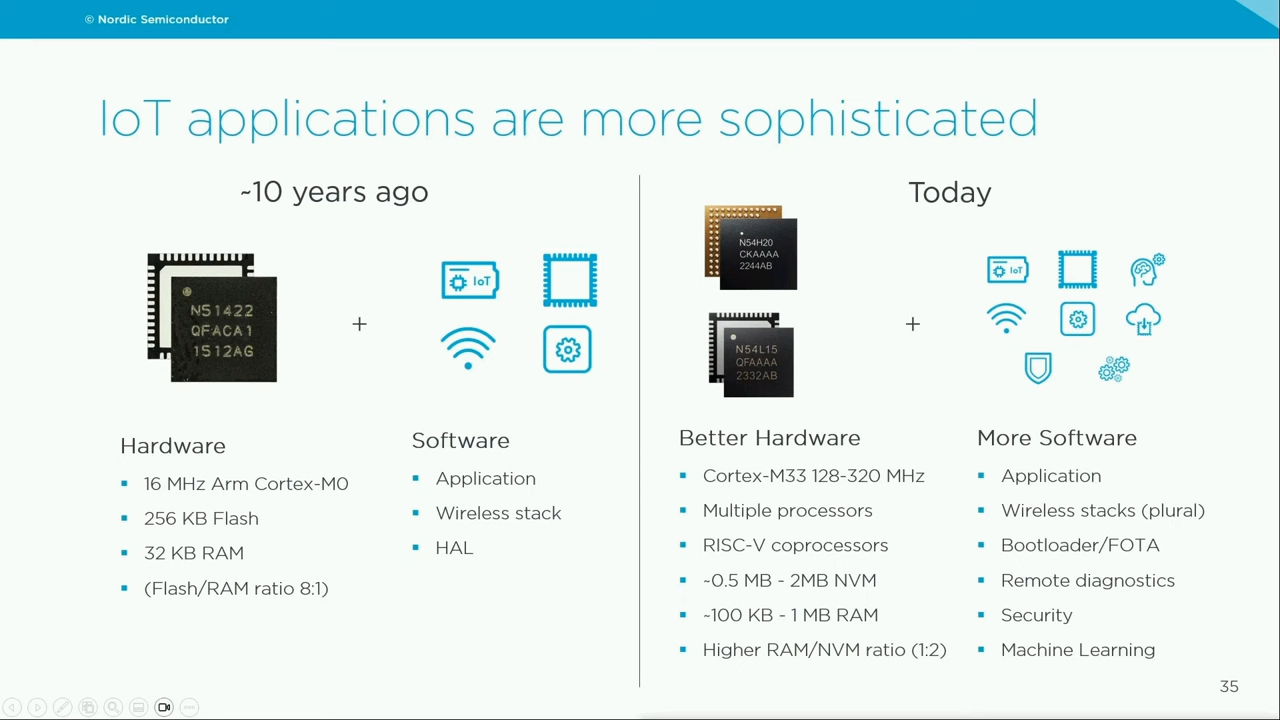 © Nordic Semiconductor
IoT applications are more sophisticated
~10 years ago
N51422
QFACA1
1512AG
+
IoT
Hardware
16 MHz Arm Cortex-M0
256 KB Flash
32 KB RAM
(Flash/RAM ratio 8:1)
Software
Application
Wireless stack
HAL
Today
N54H20
CKAAAA
2244AB
N54L15
QFAAAA
2332AB
+
IoT
Better Hardware
Cortex-M33 128-320 MHz
Multiple processors
RISC-V coprocessors
~0.5 MB - 2MB NVM
~100 KB - 1 MB RAM
Higher RAM/NVM ratio (1:2)
More Software
Application
Wireless stacks (plural)
Bootloader/FOTA
Remote diagnostics
Security
Machine Learning
35